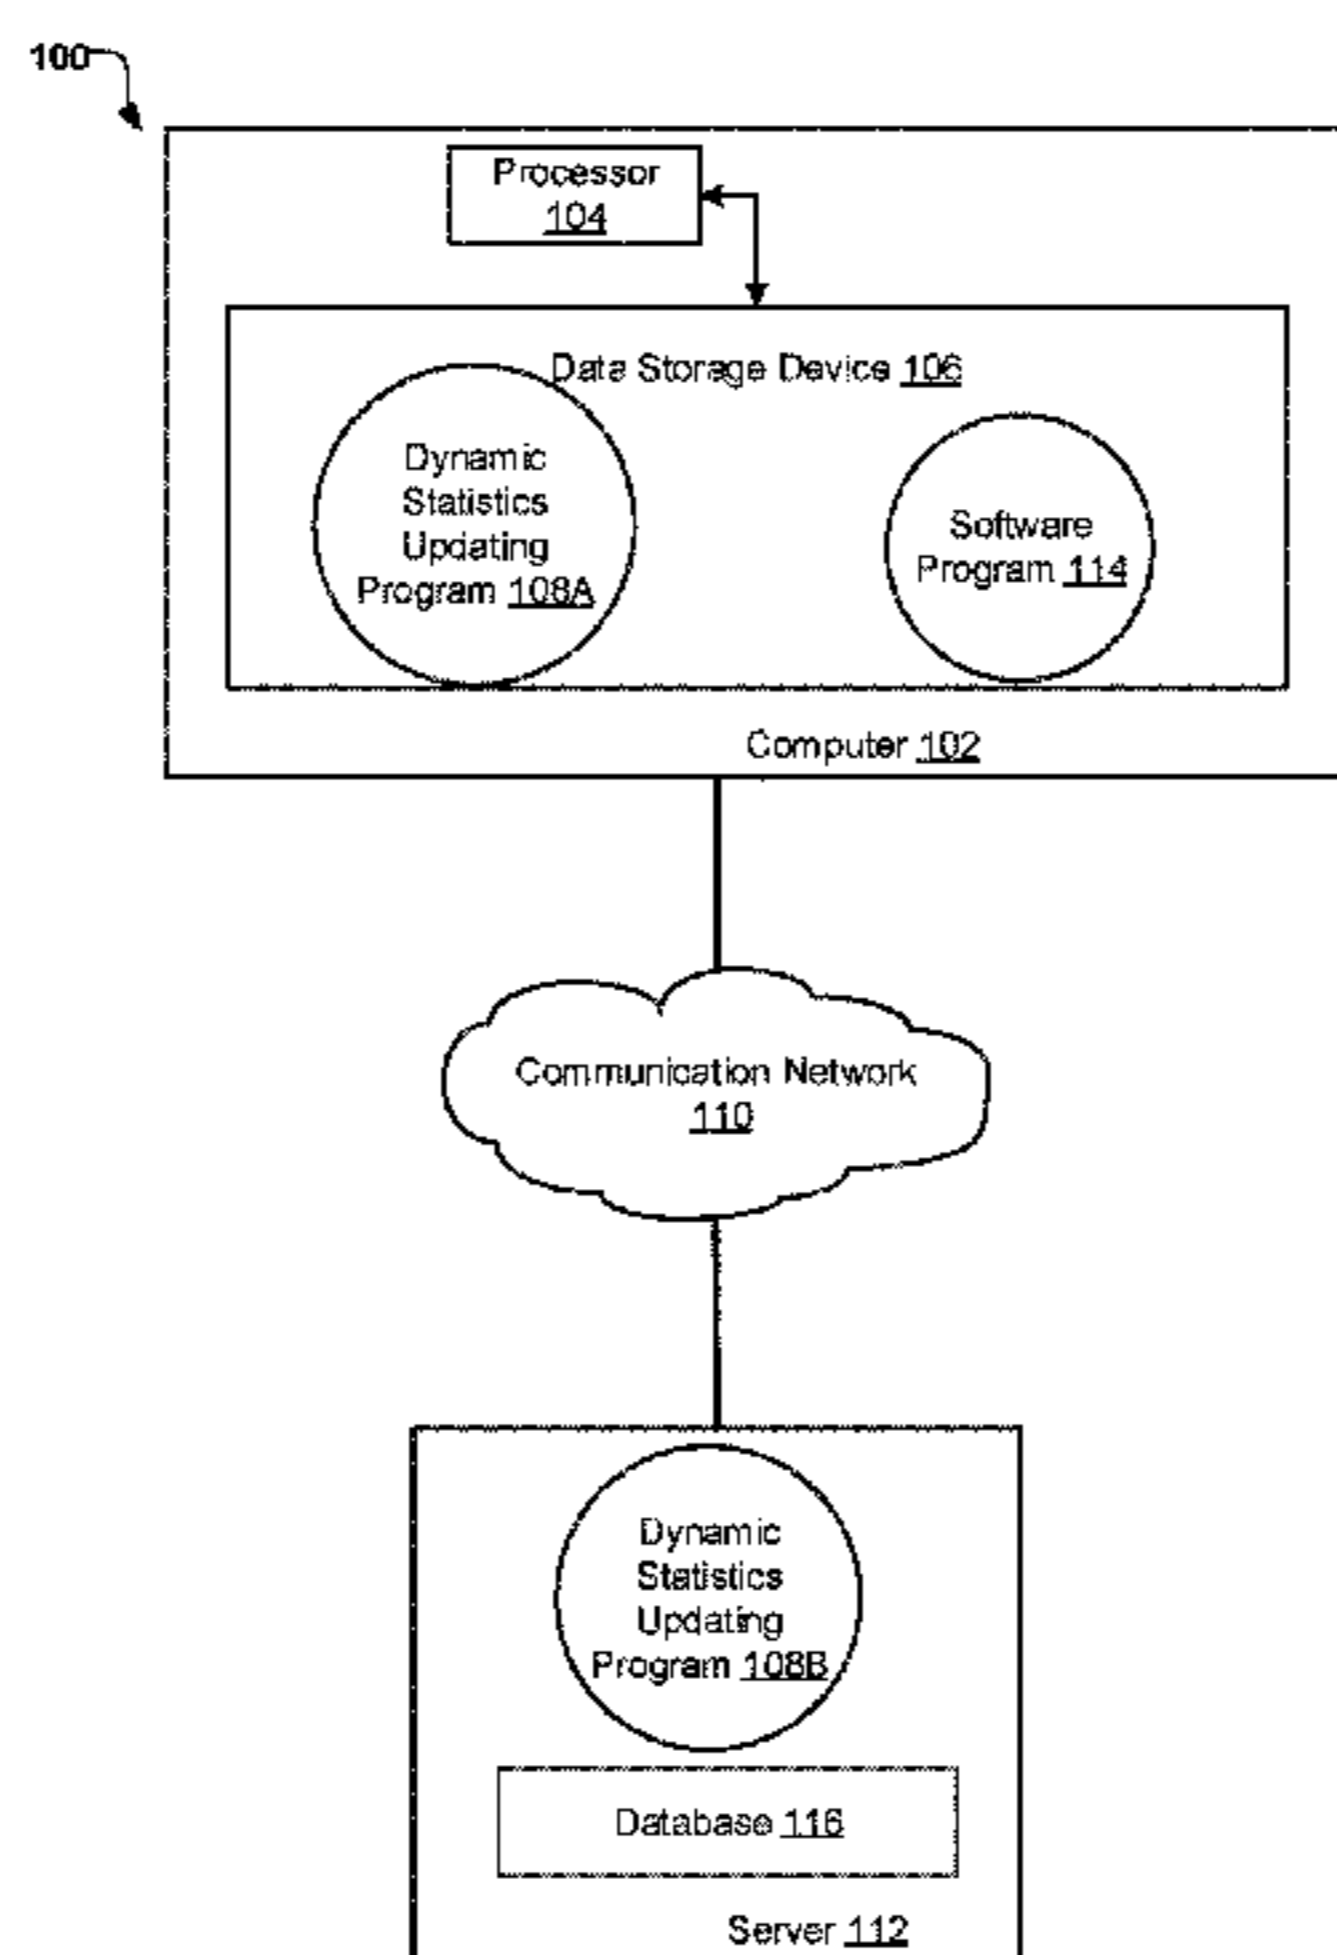 100
Processor
104
Data Storage Device 106
Dynamic
Statistics
Updating
Program 108A
Software
Program 114
Computer 102
Communication Network
110
Dynamic
Statistics
Updating
Program 108B
Database 116
Server 112